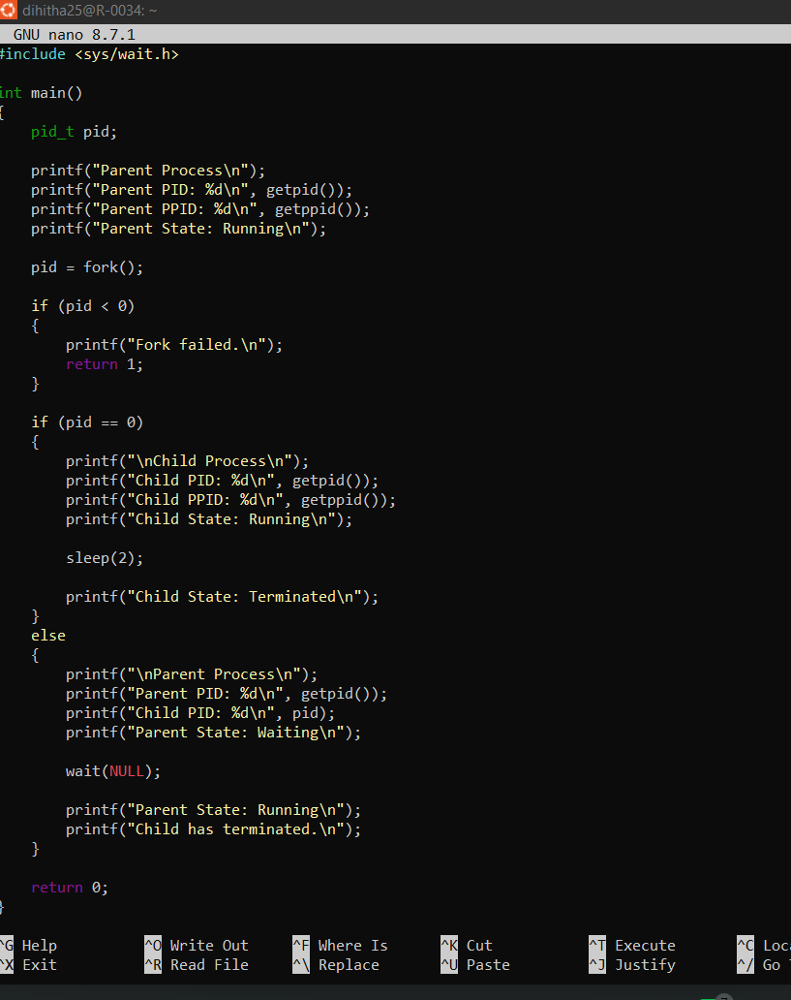 dihitha25@R-0034: ~
GNU nano 8.7.1
#include <sys/wait.h>
int main()
{
    pid_t pid;
    printf("Parent Process\n");
    printf("Parent PID: %d\n", getpid());
    printf("Parent PPID: %d\n", getppid());
    printf("Parent State: Running\n");
    pid = fork();
    if (pid < 0)
    {
        printf("Fork failed.\n");
        return 1;
    }
    if (pid == 0)
    {
        printf("\nChild Process\n");
        printf("Child PID: %d\n", getpid());
        printf("Child PPID: %d\n", getppid());
        printf("Child State: Running\n");
        sleep(2);
        printf("Child State: Terminated\n");
    }
    else
    {
        printf("\nParent Process\n");
        printf("Parent PID: %d\n", getpid());
        printf("Child PID: %d\n", pid);
        printf("Parent State: Waiting\n");
        wait(NULL);
        printf("Parent State: Running\n");
        printf("Child has terminated.\n");
    }
    return 0;
}
^G Help ^O Write Out ^F Where Is ^K Cut ^T Execute ^C Loc
^X Exit ^R Read File ^\ Replace ^U Paste ^J Justify ^/ Go